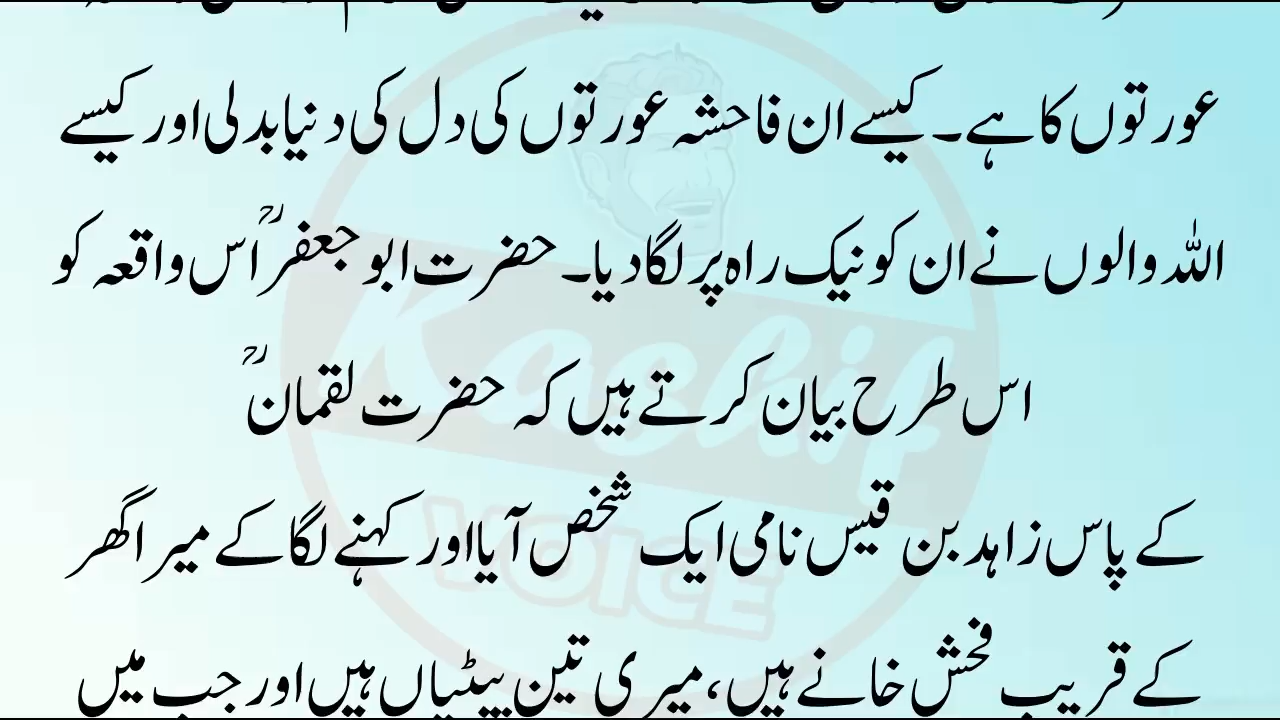 عورتوں کا ہے۔ کیسے ان فاحشہ عورتوں کی دل کی دنیا بدلی اور کیسے
اللہ والوں نے ان کو نیک راہ پر لگا دیا۔ حضرت ابو جعفرؒ اس واقعہ کو
اس طرح بیان کرتے ہیں کہ حضرت لقمانؒ
کے پاس زاہد بن قیس نامی ایک شخص آیا اور کہنے لگا کے میرا گھر
کے قریب فحش خانے ہیں، میری تین بیٹیاں ہیں اور جب میں
Kashif
VOICE